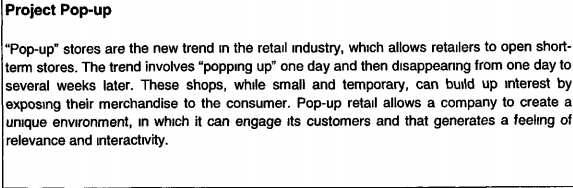 Project Pop-up
"Pop-up" stores are the new trend in the retail industry, which allows retailers to open short-
term stores. The trend involves "popping up" one day and then disappearing from one day to
several weeks later. These shops, while small and temporary, can build up interest by
exposing their merchandise to the consumer. Pop-up retail allows a company to create a
unique environment, in which it can engage its customers and that generates a feeling of
relevance and interactivity.